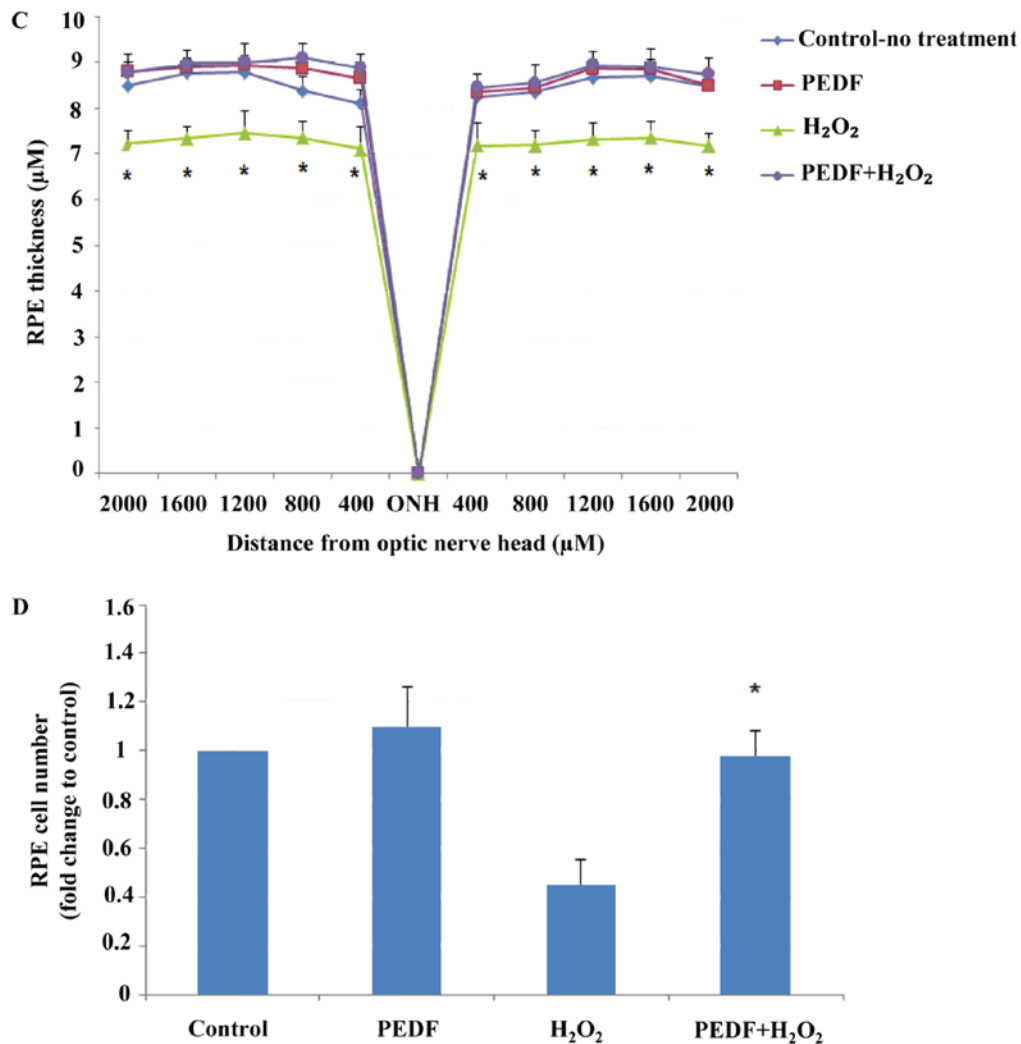 C
10
9
8
7
6
5
4
3
2
1
0
RPE thickness (µM)
* * * * * * * * * *
2000 1600 1200 800 400 ONH 400 800 1200 1600 2000
Distance from optic nerve head (µM)
Control-no treatment
PEDF
H₂O₂
PEDF+H₂O₂
D
1.6
1.4
1.2
1
0.8
0.6
0.4
0.2
0
RPE cell number
(fold change to control)
*
Control PEDF H₂O₂ PEDF+H₂O₂